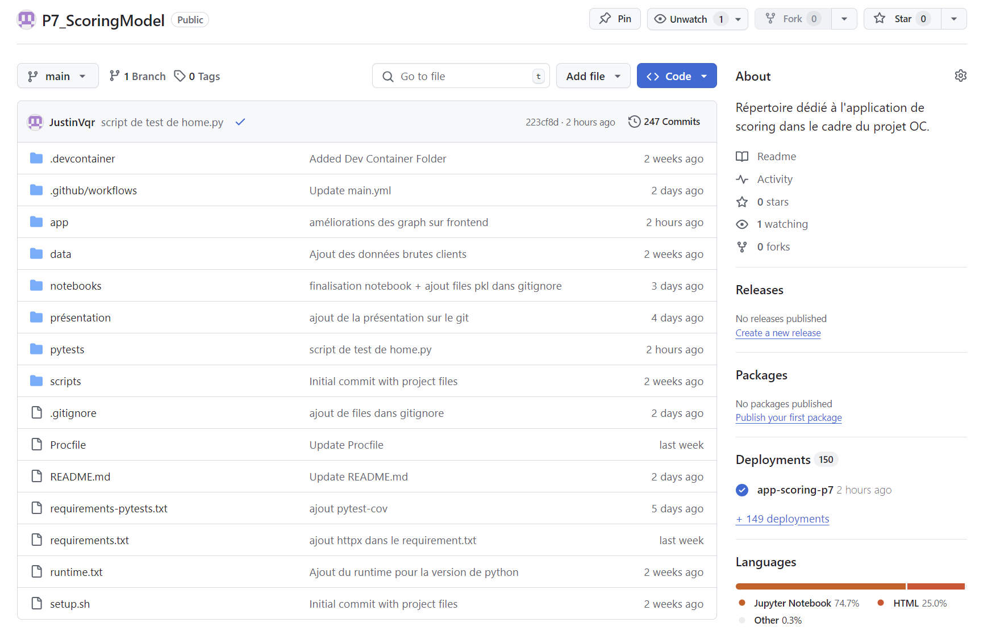 P7_ScoringModel Public Pin Unwatch 1 Fork 0 Star 0
main 1 Branch 0 Tags Go to file t Add file Code
JustinVqr script de test de home.py 223cf8d · 2 hours ago 247 Commits
.devcontainer Added Dev Container Folder 2 weeks ago
.github/workflows Update main.yml 2 days ago
app améliorations des graph sur frontend 2 hours ago
data Ajout des données brutes clients 2 weeks ago
notebooks finalisation notebook + ajout files pkl dans gitignore 3 days ago
présentation ajout de la présentation sur le git 4 days ago
pytests script de test de home.py 2 hours ago
scripts Initial commit with project files 2 weeks ago
.gitignore ajout de files dans gitignore 2 days ago
Procfile Update Procfile last week
README.md Update README.md 2 days ago
requirements-pytests.txt ajout pytest-cov 5 days ago
requirements.txt ajout httpx dans le requirement.txt last week
runtime.txt Ajout du runtime pour la version de python 2 weeks ago
setup.sh Initial commit with project files 2 weeks ago
About
Répertoire dédié à l'application de
scoring dans le cadre du projet OC.
Readme
Activity
0 stars
1 watching
0 forks
Releases
No releases published
Create a new release
Packages
No packages published
Publish your first package
Deployments 150
app-scoring-p7 2 hours ago
+ 149 deployments
Languages
Jupyter Notebook 74.7% HTML 25.0%
Other 0.3%